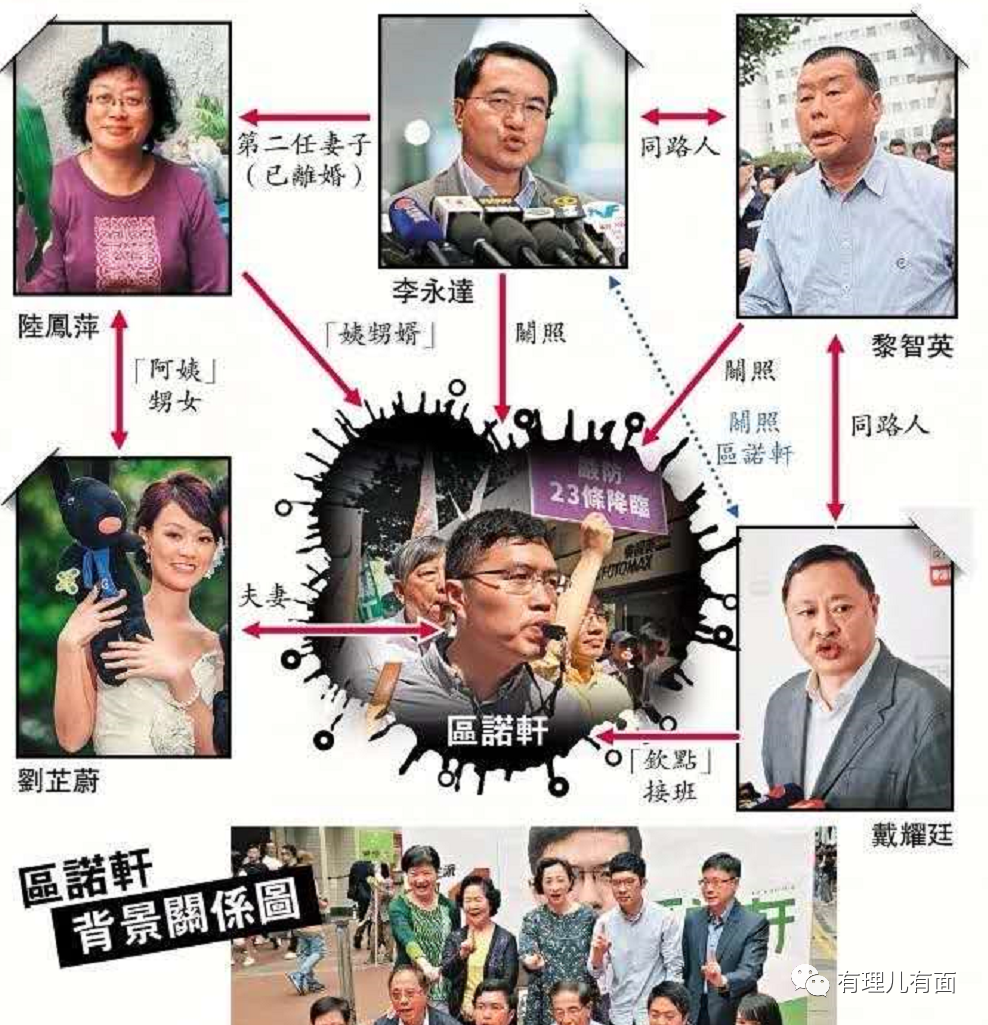 第二任妻子
（已離婚）
同路人
李永達
陸鳳萍
黎智英
「姨甥婿」
關照
關照
「阿姨」
甥女
關照
區諾軒
同路人
嚴防
23條降臨
FOTOMAX
夫妻
區諾軒
「欽點」
接班
劉芷蔚
戴耀廷
區諾軒
背景關係圖
有理儿有面